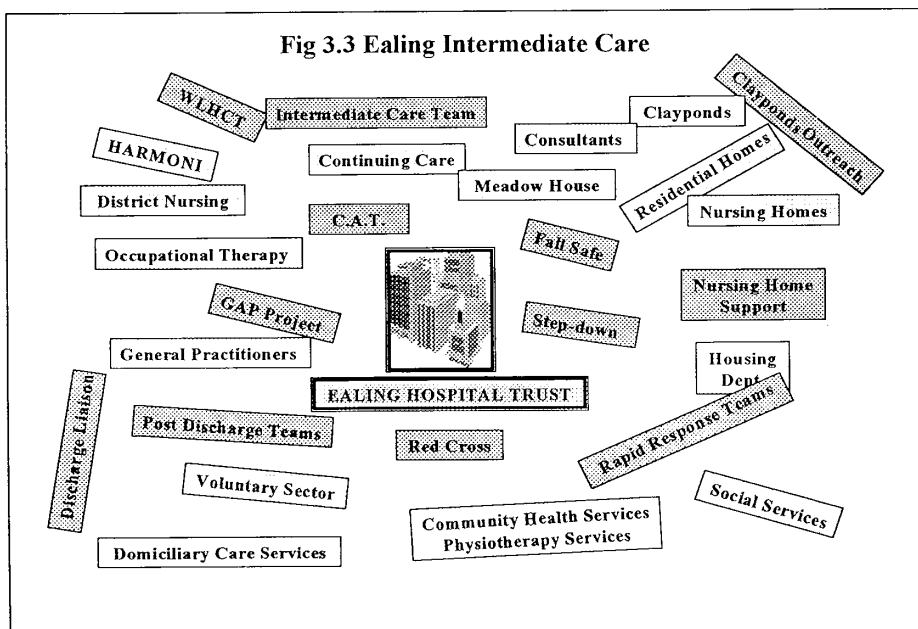 Fig 3.3 Ealing Intermediate Care
WLHCT
Intermediate Care Team
Clayponds
Clayponds Outreach
HARMONI
Continuing Care
Consultants
Residential Homes
District Nursing
Meadow House
Nursing Homes
C.A.T.
Fall Safe
Occupational Therapy
GAP Project
Step-down
Nursing Home
Support
General Practitioners
Housing
Dept
EALING HOSPITAL TRUST
Discharge Liaison
Post Discharge Teams
Red Cross
Rapid Response Teams
Voluntary Sector
Social Services
Community Health Services
Physiotherapy Services
Domiciliary Care Services